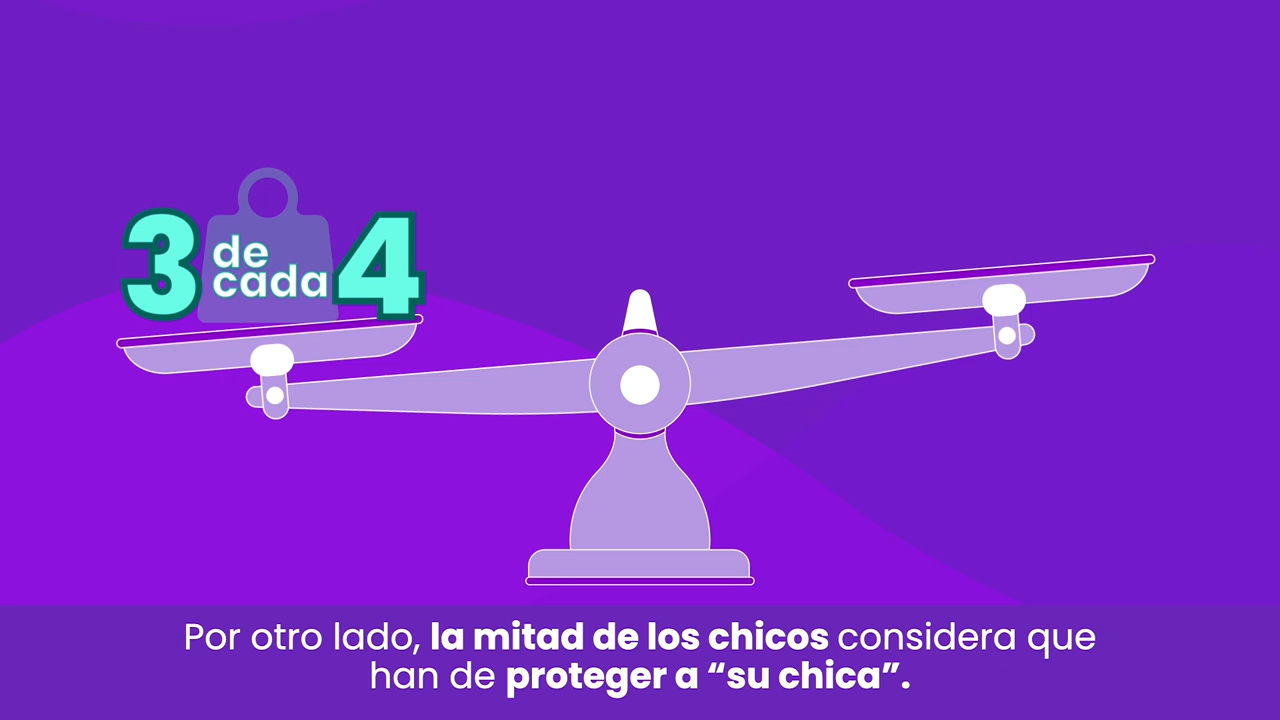 3 de cada 4
Por otro lado, la mitad de los chicos considera que
han de proteger a “su chica”.